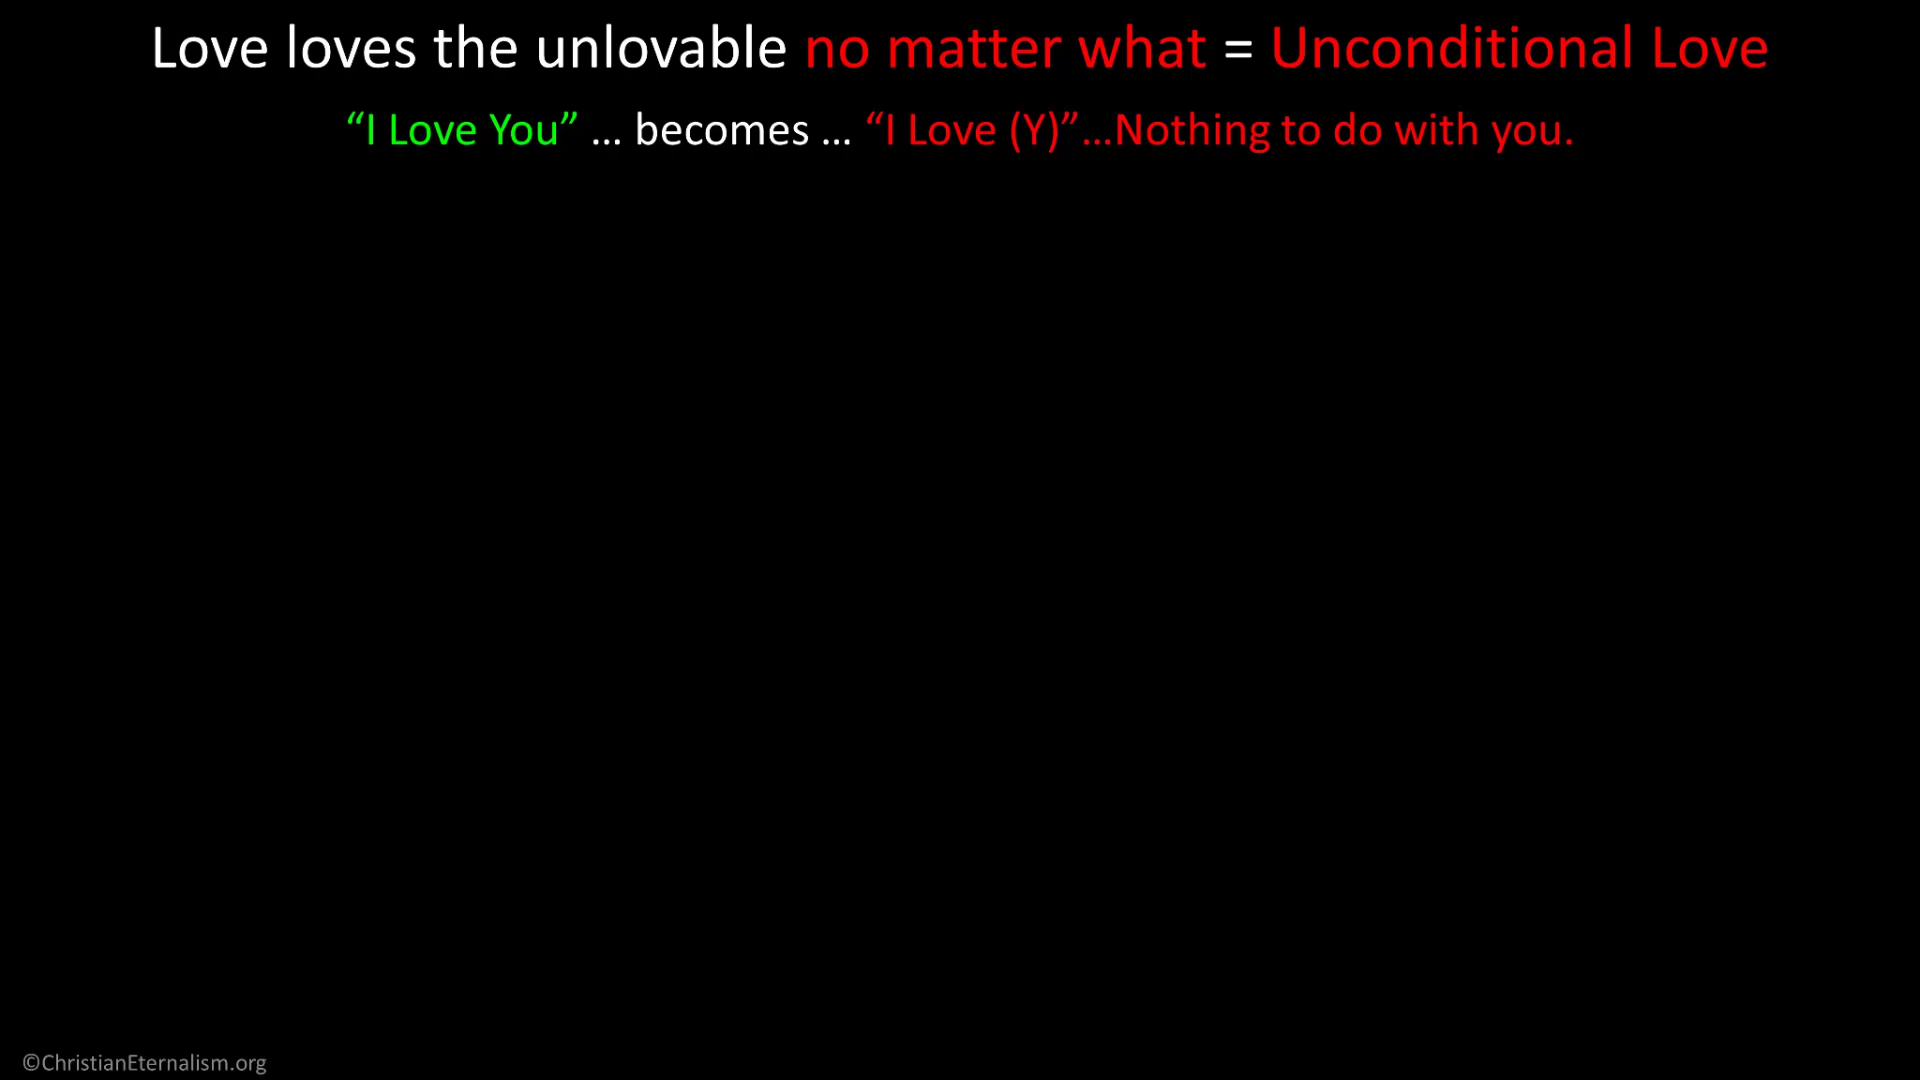 Love loves the unlovable no matter what = Unconditional Love
“I Love You” ... becomes ... “I Love (Y)”...Nothing to do with you.
©ChristianEternalism.org